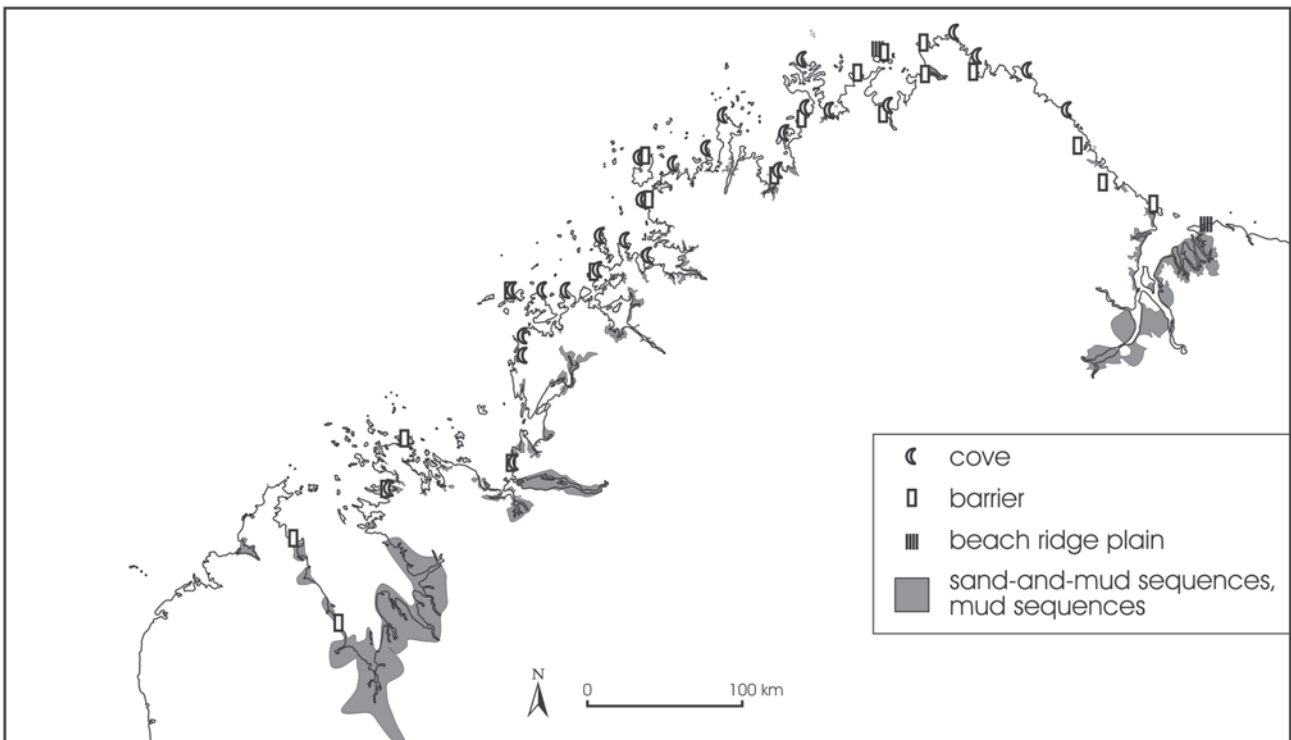 cove
barrier
beach ridge plain
sand-and-mud sequences,
mud sequences
N
0 100 km